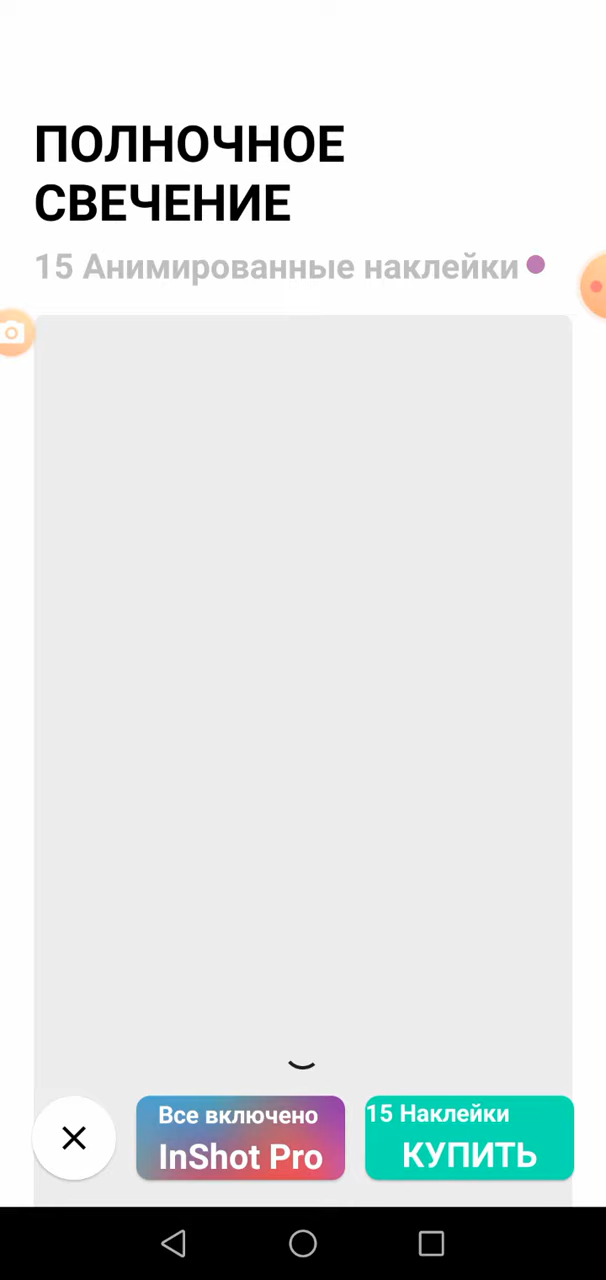 ПОЛНОЧНОЕ
СВЕЧЕНИЕ
15 Анимированные наклейки
Все включено
InShot Pro
15 Наклейки
КУПИТЬ